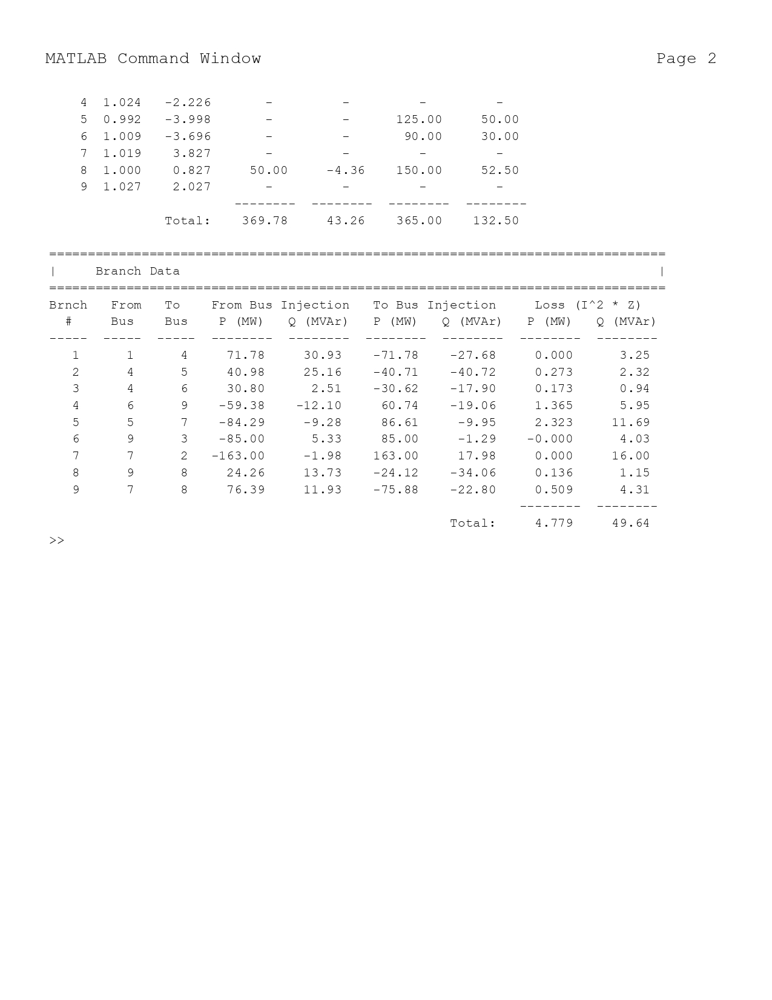 MATLAB Command Window Page 2
4 1.024 -2.226 - - - -
5 0.992 -3.998 - - 125.00 50.00
6 1.009 -3.696 - - 90.00 30.00
7 1.019 3.827 - - - -
8 1.000 0.827 50.00 -4.36 150.00 52.50
9 1.027 2.027 - - - -
-------- -------- -------- --------
Total: 369.78 43.26 365.00 132.50
================================================================================
| Branch Data |
================================================================================
Brnch From To From Bus Injection To Bus Injection Loss (I^2 * Z)
# Bus Bus P (MW) Q (MVAr) P (MW) Q (MVAr) P (MW) Q (MVAr)
----- ----- ----- -------- -------- -------- -------- -------- --------
1 1 4 71.78 30.93 -71.78 -27.68 0.000 3.25
2 4 5 40.98 25.16 -40.71 -40.72 0.273 2.32
3 4 6 30.80 2.51 -30.62 -17.90 0.173 0.94
4 6 9 -59.38 -12.10 60.74 -19.06 1.365 5.95
5 5 7 -84.29 -9.28 86.61 -9.95 2.323 11.69
6 9 3 -85.00 5.33 85.00 -1.29 -0.000 4.03
7 7 2 -163.00 -1.98 163.00 17.98 0.000 16.00
8 9 8 24.26 13.73 -24.12 -34.06 0.136 1.15
9 7 8 76.39 11.93 -75.88 -22.80 0.509 4.31
-------- --------
Total: 4.779 49.64
>>